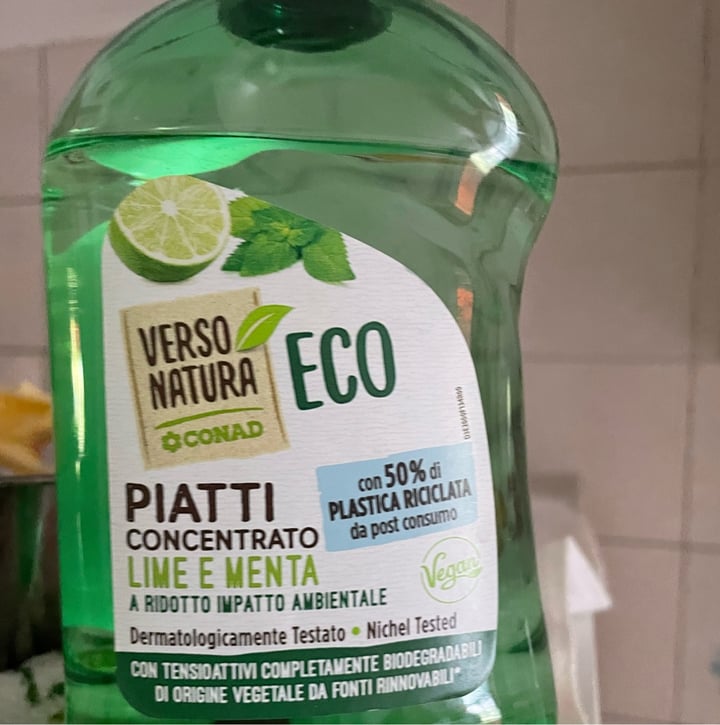 VERSO
NATURA
CONAD
ECO
con 50% di
PLASTICA RICICLATA
da post consumo
PIATTI
CONCENTRATO
LIME E MENTA
A RIDOTTO IMPATTO AMBIENTALE
Vegan
Dermatologicamente Testato • Nichel Tested
CON TENSIOATTIVI COMPLETAMENTE BIODEGRADABILI
DI ORIGINE VEGETALE DA FONTI RINNOVABILI*